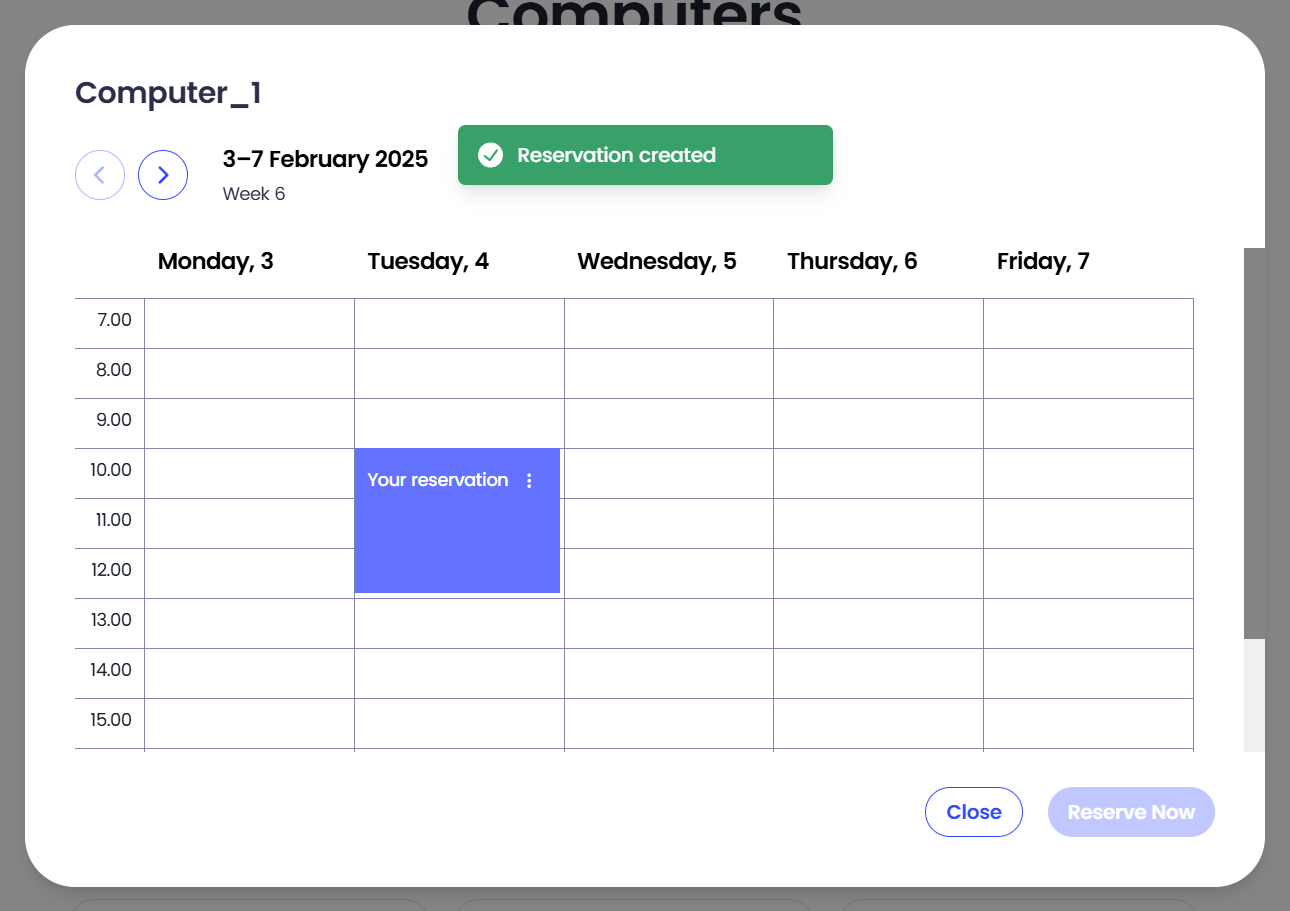 Computers
Computer_1
3–7 February 2025
Week 6
Reservation created
Monday, 3
Tuesday, 4
Wednesday, 5
Thursday, 6
Friday, 7
7.00
8.00
9.00
10.00
Your reservation
11.00
12.00
13.00
14.00
15.00
Close
Reserve Now